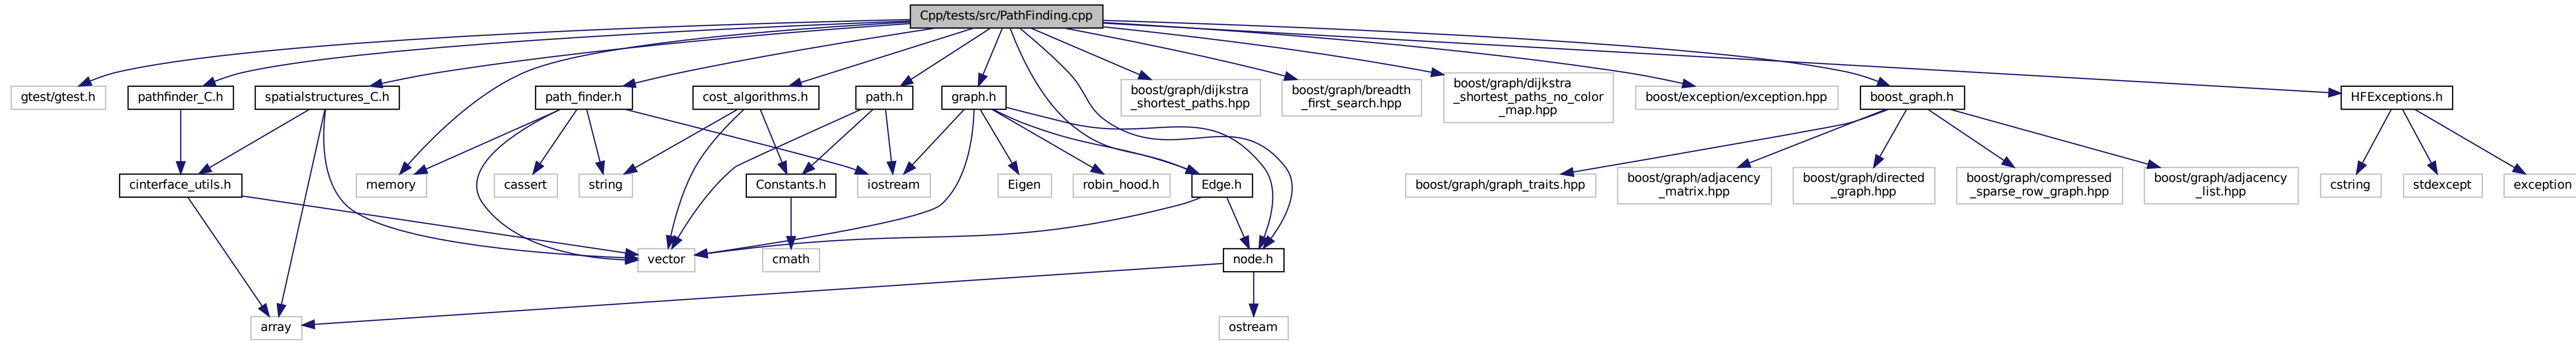 Cpp/tests/src/PathFinding.cpp
gtest/gtest.h
pathfinder_C.h
spatialstructures_C.h
path_finder.h
cost_algorithms.h
path.h
graph.h
boost/graph/dijkstra
_shortest_paths.hpp
boost/graph/breadth
_first_search.hpp
boost/graph/dijkstra
_shortest_paths_no_color
_map.hpp
boost/exception/exception.hpp
boost_graph.h
HFExceptions.h
cinterface_utils.h
memory
cassert
string
Constants.h
iostream
Eigen
robin_hood.h
Edge.h
boost/graph/graph_traits.hpp
boost/graph/adjacency
_matrix.hpp
boost/graph/directed
_graph.hpp
boost/graph/compressed
_sparse_row_graph.hpp
boost/graph/adjacency
_list.hpp
cstring
stdexcept
exception
vector
cmath
node.h
array
ostream